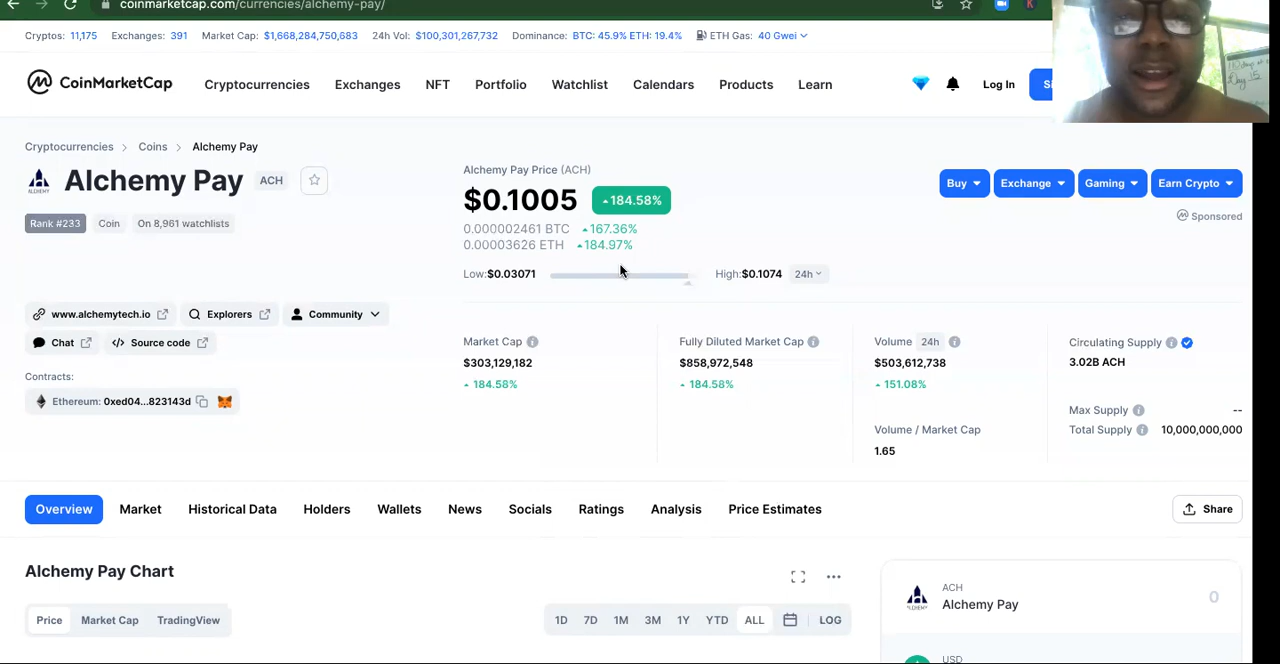 coinmarketcap.com/currencies/alchemy-pay/
K
Cryptos: 11,175 Exchanges: 391 Market Cap: $1,668,284,750,683 24h Vol: $100,301,267,732 Dominance: BTC: 45.9% ETH: 19.4% ETH Gas: 40 Gwei
CoinMarketCap Cryptocurrencies Exchanges NFT Portfolio Watchlist Calendars Products Learn Log In
Day 15
Cryptocurrencies Coins Alchemy Pay
Alchemy Pay ACH
Rank #233 Coin On 8,961 watchlists
www.alchemytech.io Explorers Community
Chat Source code
Contracts:
Ethereum: 0xed04...823143d
Alchemy Pay Price (ACH)
$0.1005 184.58%
0.000002461 BTC 167.36%
0.00003626 ETH 184.97%
Low:$0.03071 High:$0.1074 24h
Buy Exchange Gaming Earn Crypto
Sponsored
Market Cap
$303,129,182
184.58%
Fully Diluted Market Cap
$858,972,548
184.58%
Volume 24h
$503,612,738
151.08%
Volume / Market Cap
1.65
Circulating Supply
3.02B ACH
Max Supply --
Total Supply 10,000,000,000
Overview Market Historical Data Holders Wallets News Socials Ratings Analysis Price Estimates Share
Alchemy Pay Chart
Price Market Cap TradingView 1D 7D 1M 3M 1Y YTD ALL LOG
ACH
Alchemy Pay 0
USD